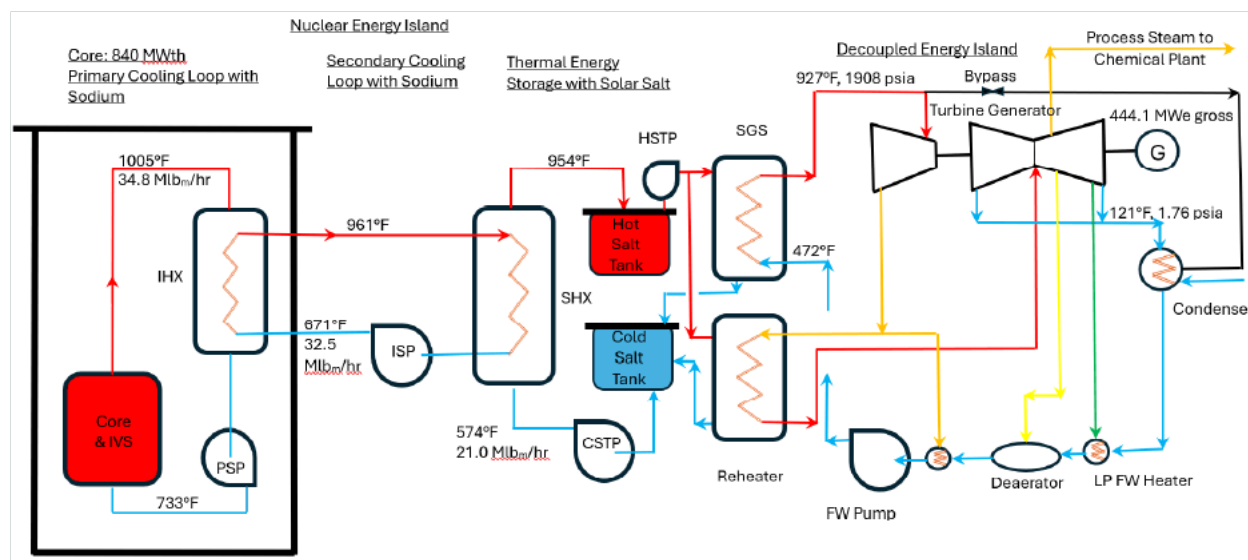 Nuclear Energy Island
Core: 840 MWth
Primary Cooling Loop with
Sodium
Secondary Cooling
Loop with Sodium
Thermal Energy
Storage with Solar Salt
Decoupled Energy Island
Process Steam to
Chemical Plant
927°F, 1908 psia
Bypass
Turbine Generator
444.1 MWe gross
G
HSTP
SGS
1005°F
34.8 Mlbm/hr
954°F
961°F
IHX
Hot
Salt
Tank
472°F
121°F, 1.76 psia
SHX
Condense
671°F
32.5
Mlbm/hr
ISP
Cold
Salt
Tank
Core
& IVS
PSP
574°F
21.0 Mlbm/hr
CSTP
733°F
Reheater
FW Pump
Deaerator
LP FW Heater